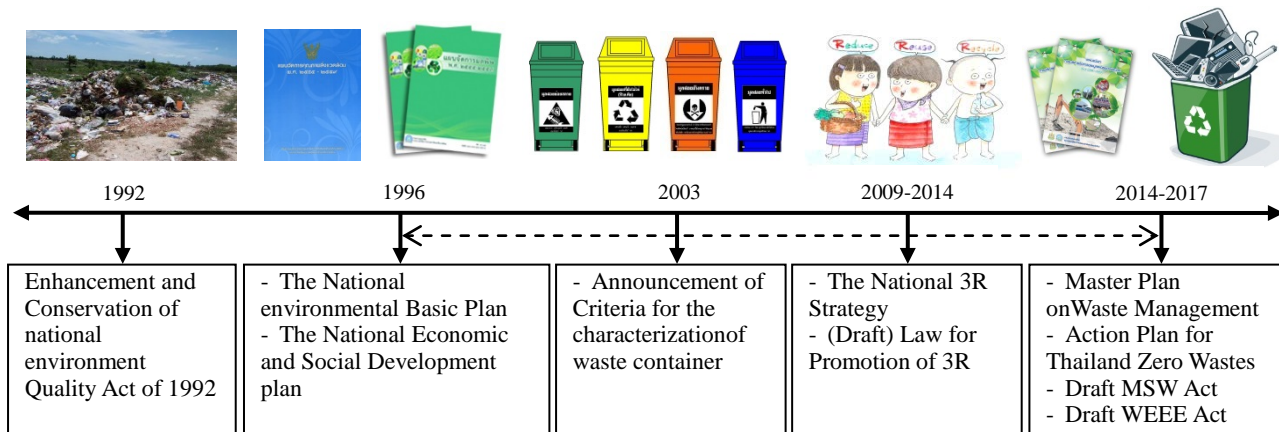 Reduce Reuse Recycle
1992
1996
2003
2009-2014
2014-2017
Enhancement and
Conservation of
national
environment
Quality Act of 1992
- The National
environmental Basic Plan
- The National Economic
and Social Development
plan
- Announcement of
Criteria for the
characterizationof
waste container
- The National 3R
Strategy
- (Draft) Law for
Promotion of 3R
- Master Plan
onWaste Management
- Action Plan for
Thailand Zero Wastes
- Draft MSW Act
- Draft WEEE Act